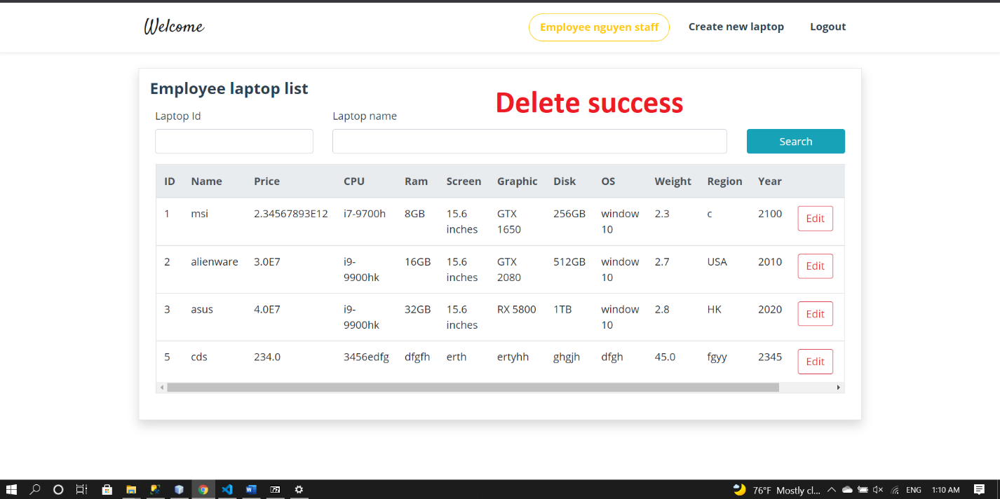 Welcome
Employee nguyen staff
Create new laptop
Logout
Employee laptop list
Delete success
Laptop Id
Laptop name
Search
ID Name Price CPU Ram Screen Graphic Disk OS Weight Region Year
1 msi 2.34567893E12 i7-9700h 8GB 15.6 GTX 256GB window 2.3 c 2100 Edit
inches 1650 10
2 alienware 3.0E7 i9- 16GB 15.6 GTX 512GB window 2.7 USA 2010 Edit
9900hk inches 2080 10
3 asus 4.0E7 i9- 32GB 15.6 RX 5800 1TB window 2.8 HK 2020 Edit
9900hk inches 10
5 cds 234.0 3456edfg dfgfh erth ertyhh ghgjh dfgh 45.0 fgyy 2345 Edit
76°F Mostly cl... ENG 1:10 AM